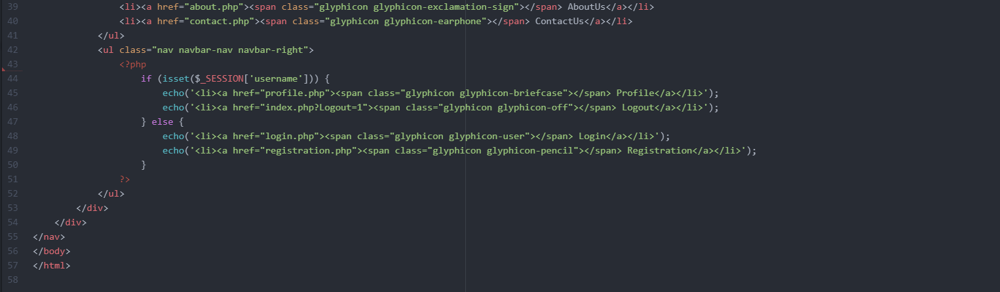 39 <li><a href="about.php"><span class="glyphicon glyphicon-exclamation-sign"></span> AboutUs</a></li>
40 <li><a href="contact.php"><span class="glyphicon glyphicon-earphone"></span> ContactUs</a></li>
41 </ul>
42 <ul class="nav navbar-nav navbar-right">
43 <?php
44 if (isset($_SESSION['username'])) {
45 echo('<li><a href="profile.php"><span class="glyphicon glyphicon-briefcase"></span> Profile</a></li>');
46 echo('<li><a href="index.php?Logout=1"><span class="glyphicon glyphicon-off"></span> Logout</a></li>');
47 } else {
48 echo('<li><a href="login.php"><span class="glyphicon glyphicon-user"></span> Login</a></li>');
49 echo('<li><a href="registration.php"><span class="glyphicon glyphicon-pencil"></span> Registration</a></li>');
50 }
51 ?>
52 </ul>
53 </div>
54 </div>
55 </nav>
56 </body>
57 </html>
58